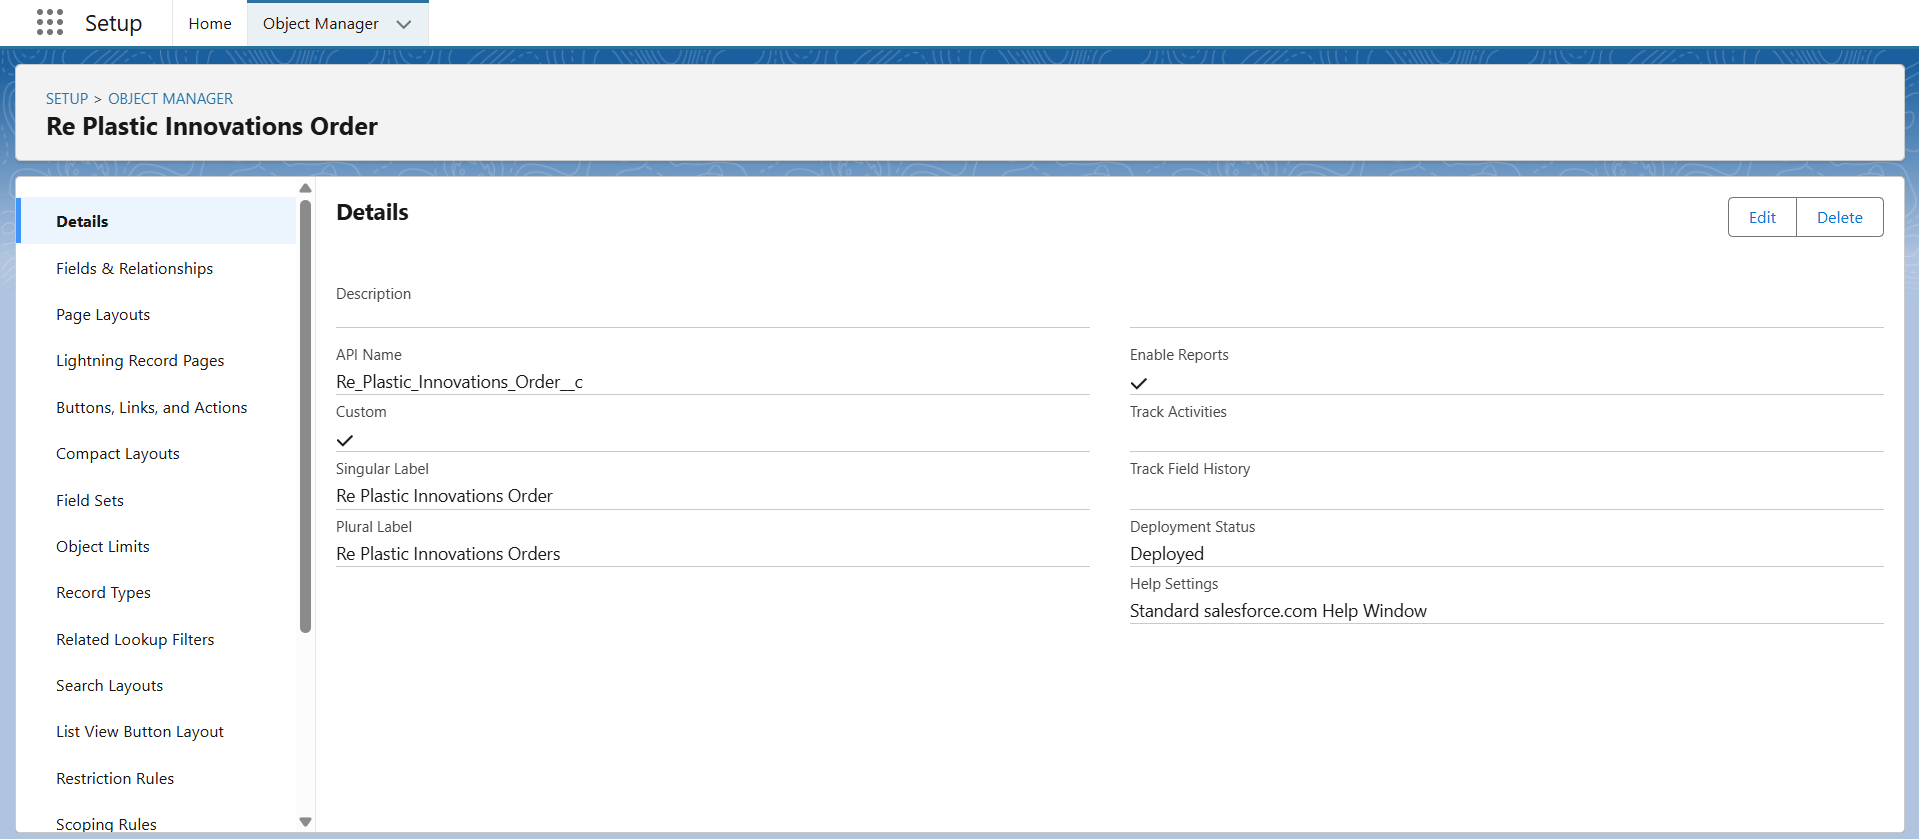 Setup
Home
Object Manager
SETUP > OBJECT MANAGER
Re Plastic Innovations Order
Details
Fields & Relationships
Page Layouts
Lightning Record Pages
Buttons, Links, and Actions
Compact Layouts
Field Sets
Object Limits
Record Types
Related Lookup Filters
Search Layouts
List View Button Layout
Restriction Rules
Scoping Rules
Details
Edit
Delete
Description
API Name
Re_Plastic_Innovations_Order__c
Custom
Singular Label
Re Plastic Innovations Order
Plural Label
Re Plastic Innovations Orders
Enable Reports
Track Activities
Track Field History
Deployment Status
Deployed
Help Settings
Standard salesforce.com Help Window